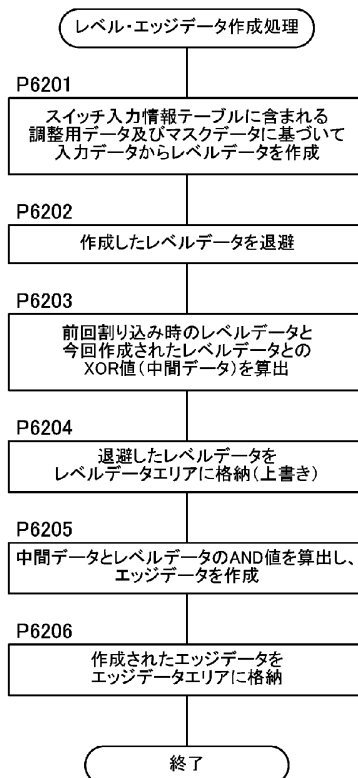 レベル・エッジデータ作成処理
P6201
スイッチ入力情報テーブルに含まれる
調整用データ及びマスクデータに基づいて
入力データからレベルデータを作成
P6202
作成したレベルデータを退避
P6203
前回割り込み時のレベルデータと
今回作成されたレベルデータとの
XOR値(中間データ)を算出
P6204
退避したレベルデータを
レベルデータエリアに格納(上書き)
P6205
中間データとレベルデータのAND値を算出し、
エッジデータを作成
P6206
作成されたエッジデータを
エッジデータエリアに格納
終了